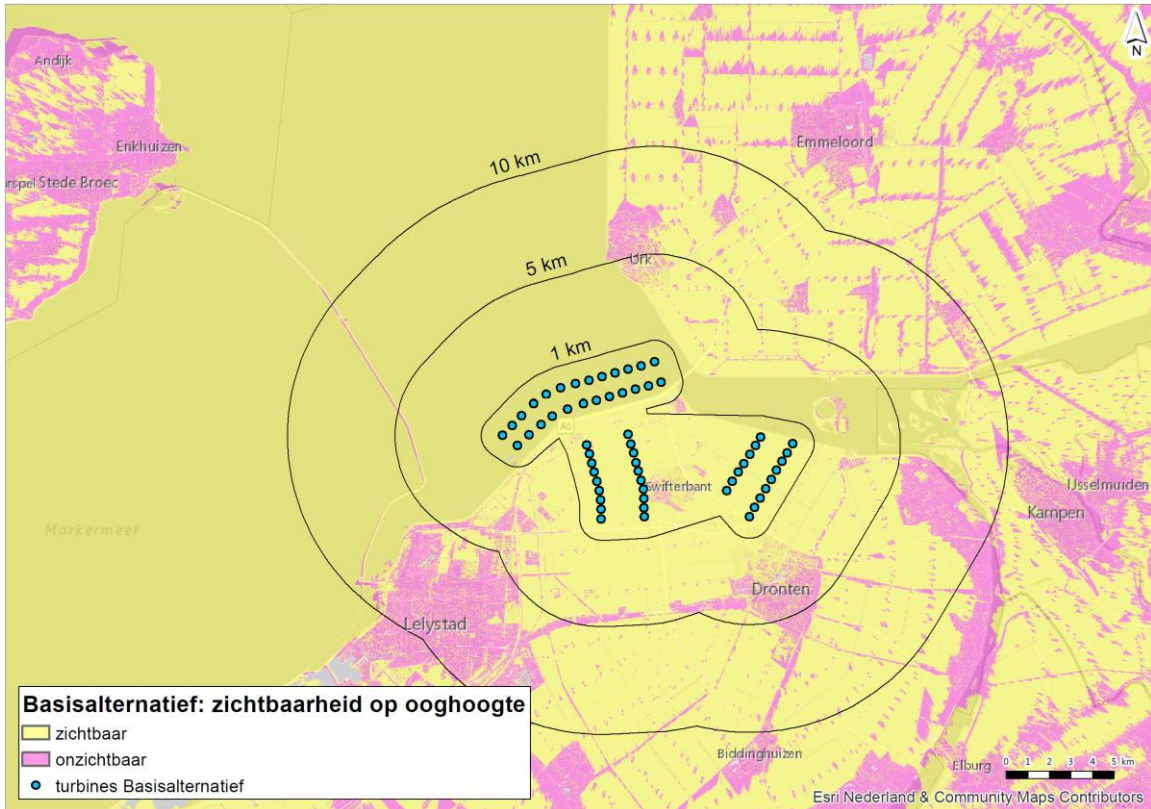 Andijk
N
Enkhuizen
Emmeloord
10 km
arspel Stede Broec
Urk
5 km
1 km
A6
Swifterbant
IJsselmuiden
Kampen
Markermeer
Dronten
Lelystad
Basisalternatief: zichtbaarheid op ooghoogte
zichtbaar
onzichtbaar
turbines Basisalternatief
Biddinghuizen
Elburg
0 1 2 3 4 5 km
Esri Nederland & Community Maps Contributors